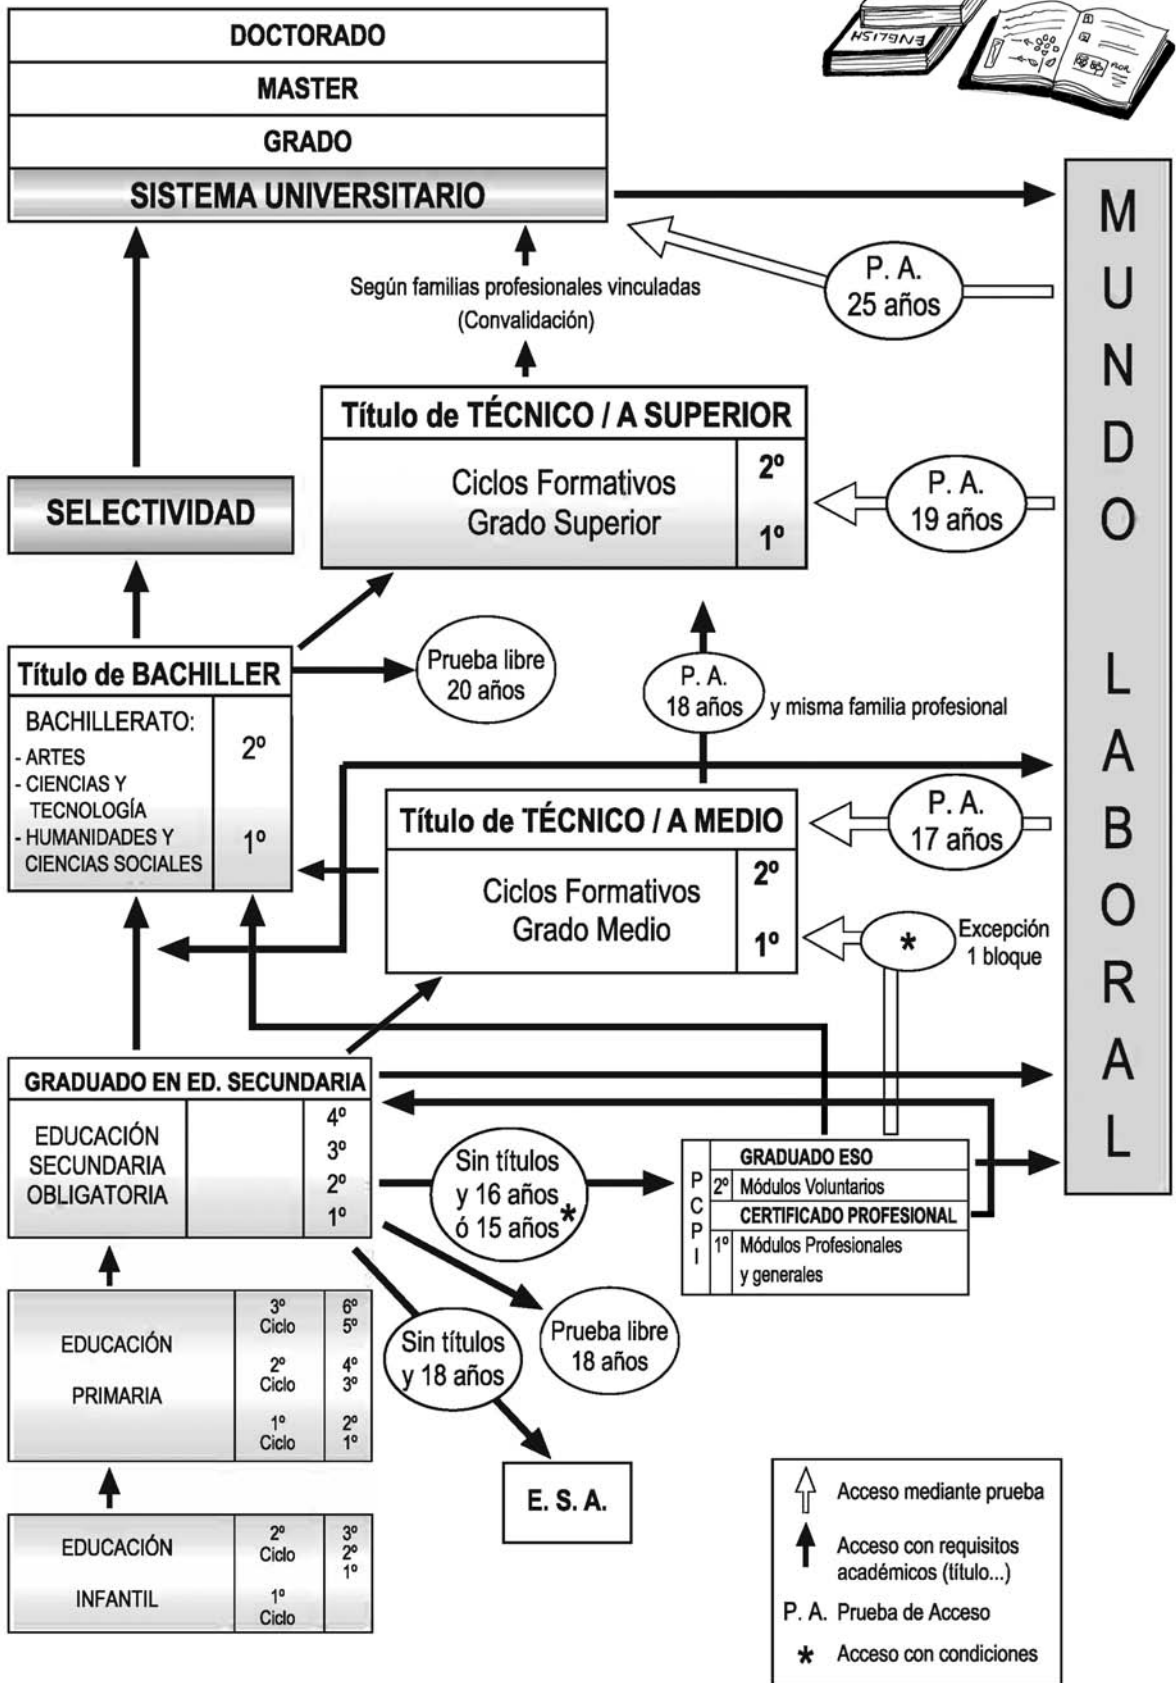 DOCTORADO
MASTER
GRADO
SISTEMA UNIVERSITARIO
ENGLISH
1
2
FLOR
Según familias profesionales vinculadas
(Convalidación)
P. A.
25 años
Título de TÉCNICO / A SUPERIOR
Ciclos Formativos
Grado Superior
2º
1º
P. A.
19 años
SELECTIVIDAD
Título de BACHILLER
BACHILLERATO:
- ARTES
- CIENCIAS Y
TECNOLOGÍA
- HUMANIDADES Y
CIENCIAS SOCIALES
2º
1º
Prueba libre
20 años
P. A.
18 años
y misma familia profesional
Título de TÉCNICO / A MEDIO
Ciclos Formativos
Grado Medio
2º
1º
P. A.
17 años
*
Excepción
1 bloque
MUNDO LABORAL
GRADUADO EN ED. SECUNDARIA
EDUCACIÓN
SECUNDARIA
OBLIGATORIA
4º
3º
2º
1º
Sin títulos
y 16 años
ó 15 años *
PCPI
GRADUADO ESO
2º Módulos Voluntarios
CERTIFICADO PROFESIONAL
1º Módulos Profesionales
y generales
Prueba libre
18 años
Sin títulos
y 18 años
E. S. A.
EDUCACIÓN
PRIMARIA
3º
Ciclo
6º
5º
2º
Ciclo
4º
3º
1º
Ciclo
2º
1º
EDUCACIÓN
INFANTIL
2º
Ciclo
3º
2º
1º
1º
Ciclo
Acceso mediante prueba
Acceso con requisitos
académicos (título...)
P. A. Prueba de Acceso
* Acceso con condiciones